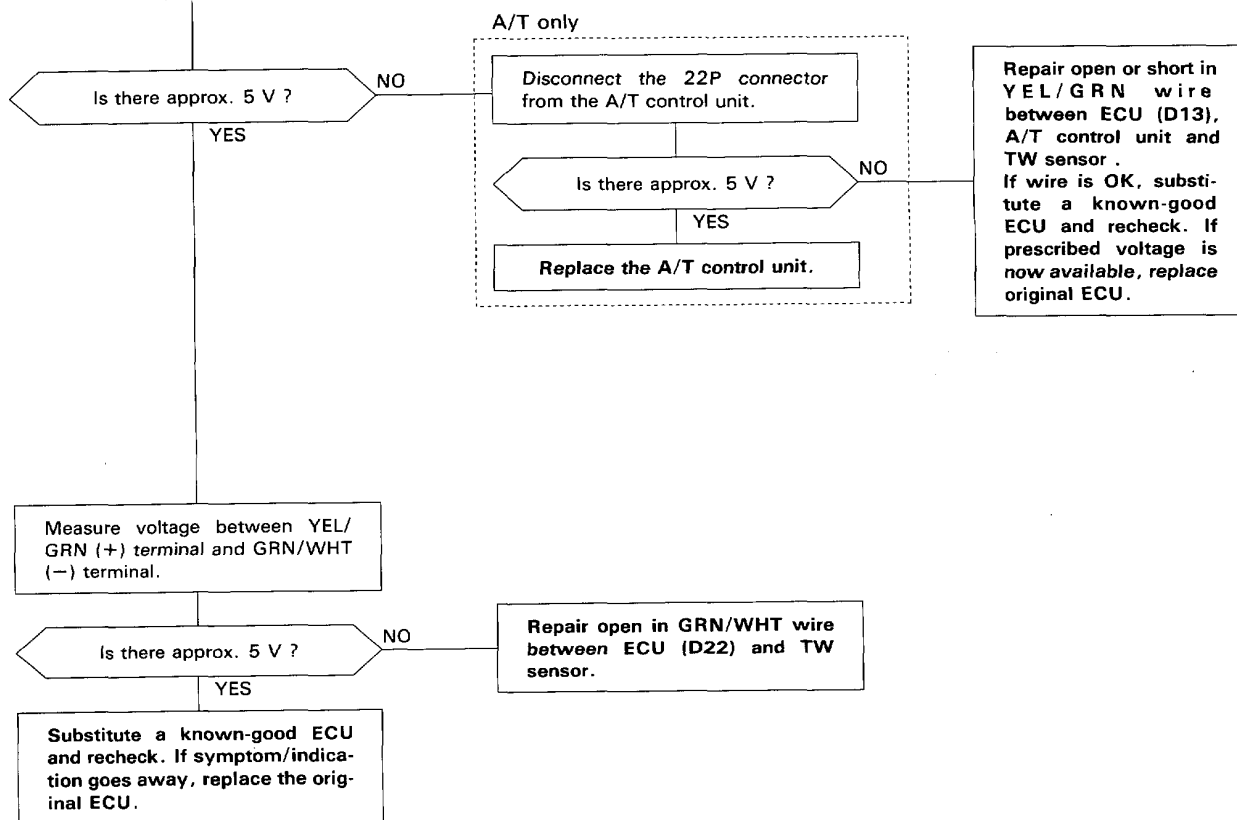 A/T only
Is there approx. 5 V ?
NO
YES
Disconnect the 22P connector
from the A/T control unit.
Is there approx. 5 V ?
NO
YES
Replace the A/T control unit.
Repair open or short in
YEL/GRN wire
between ECU (D13),
A/T control unit and
TW sensor .
If wire is OK, substi-
tute a known-good
ECU and recheck. If
prescribed voltage is
now available, replace
original ECU.
Measure voltage between YEL/
GRN (+) terminal and GRN/WHT
(−) terminal.
Is there approx. 5 V ?
NO
YES
Repair open in GRN/WHT wire
between ECU (D22) and TW
sensor.
Substitute a known-good ECU
and recheck. If symptom/indica-
tion goes away, replace the orig-
inal ECU.